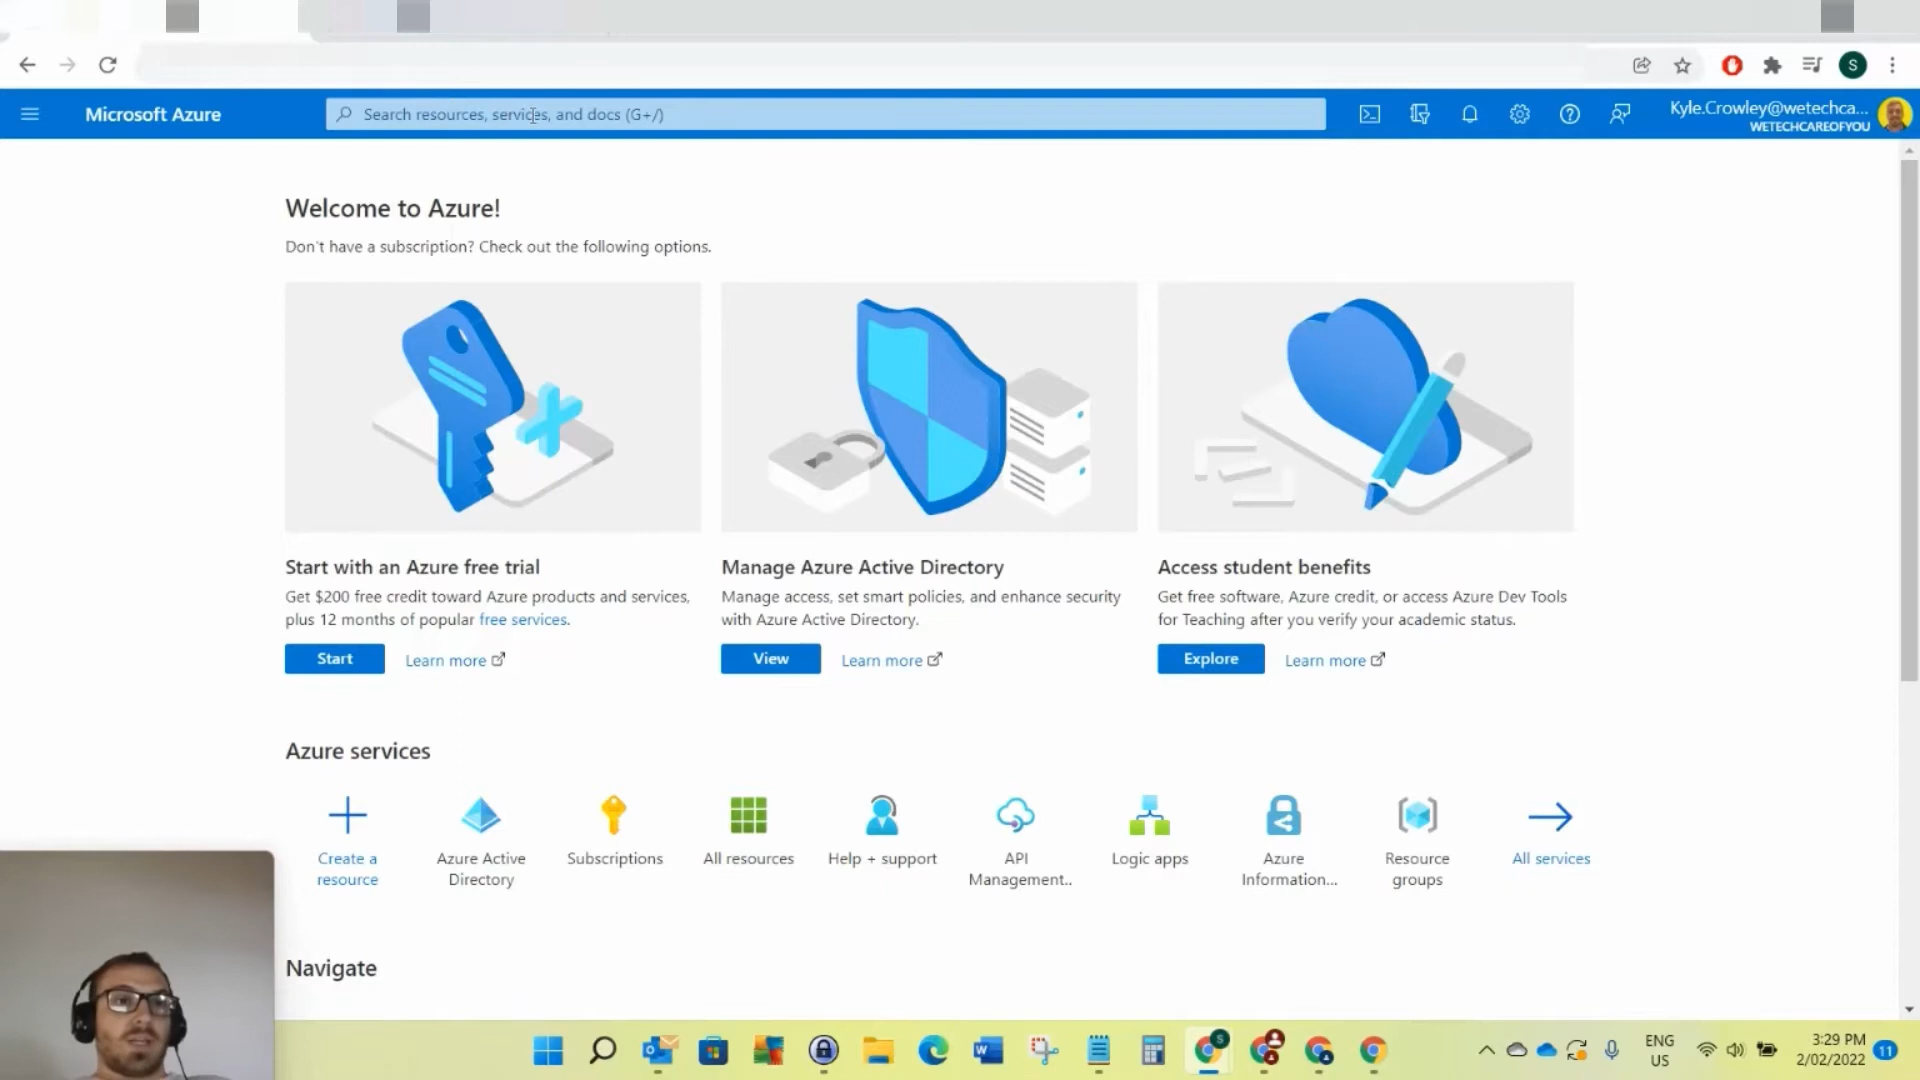 S
Microsoft Azure
Search resources, services, and docs (G+/)
Kyle.Crowley@wetechca...
WETECHCAREOFYOU
Welcome to Azure!
Don't have a subscription? Check out the following options.
Start with an Azure free trial
Get $200 free credit toward Azure products and services,
plus 12 months of popular free services.
Start
Learn more
Manage Azure Active Directory
Manage access, set smart policies, and enhance security
with Azure Active Directory.
View
Learn more
Access student benefits
Get free software, Azure credit, or access Azure Dev Tools
for Teaching after you verify your academic status.
Explore
Learn more
Azure services
Create a
resource
Azure Active
Directory
Subscriptions
All resources
Help + support
API
Management..
Logic apps
Azure
Information...
Resource
groups
All services
Navigate
ENG
US
3:29 PM
2/02/2022
11